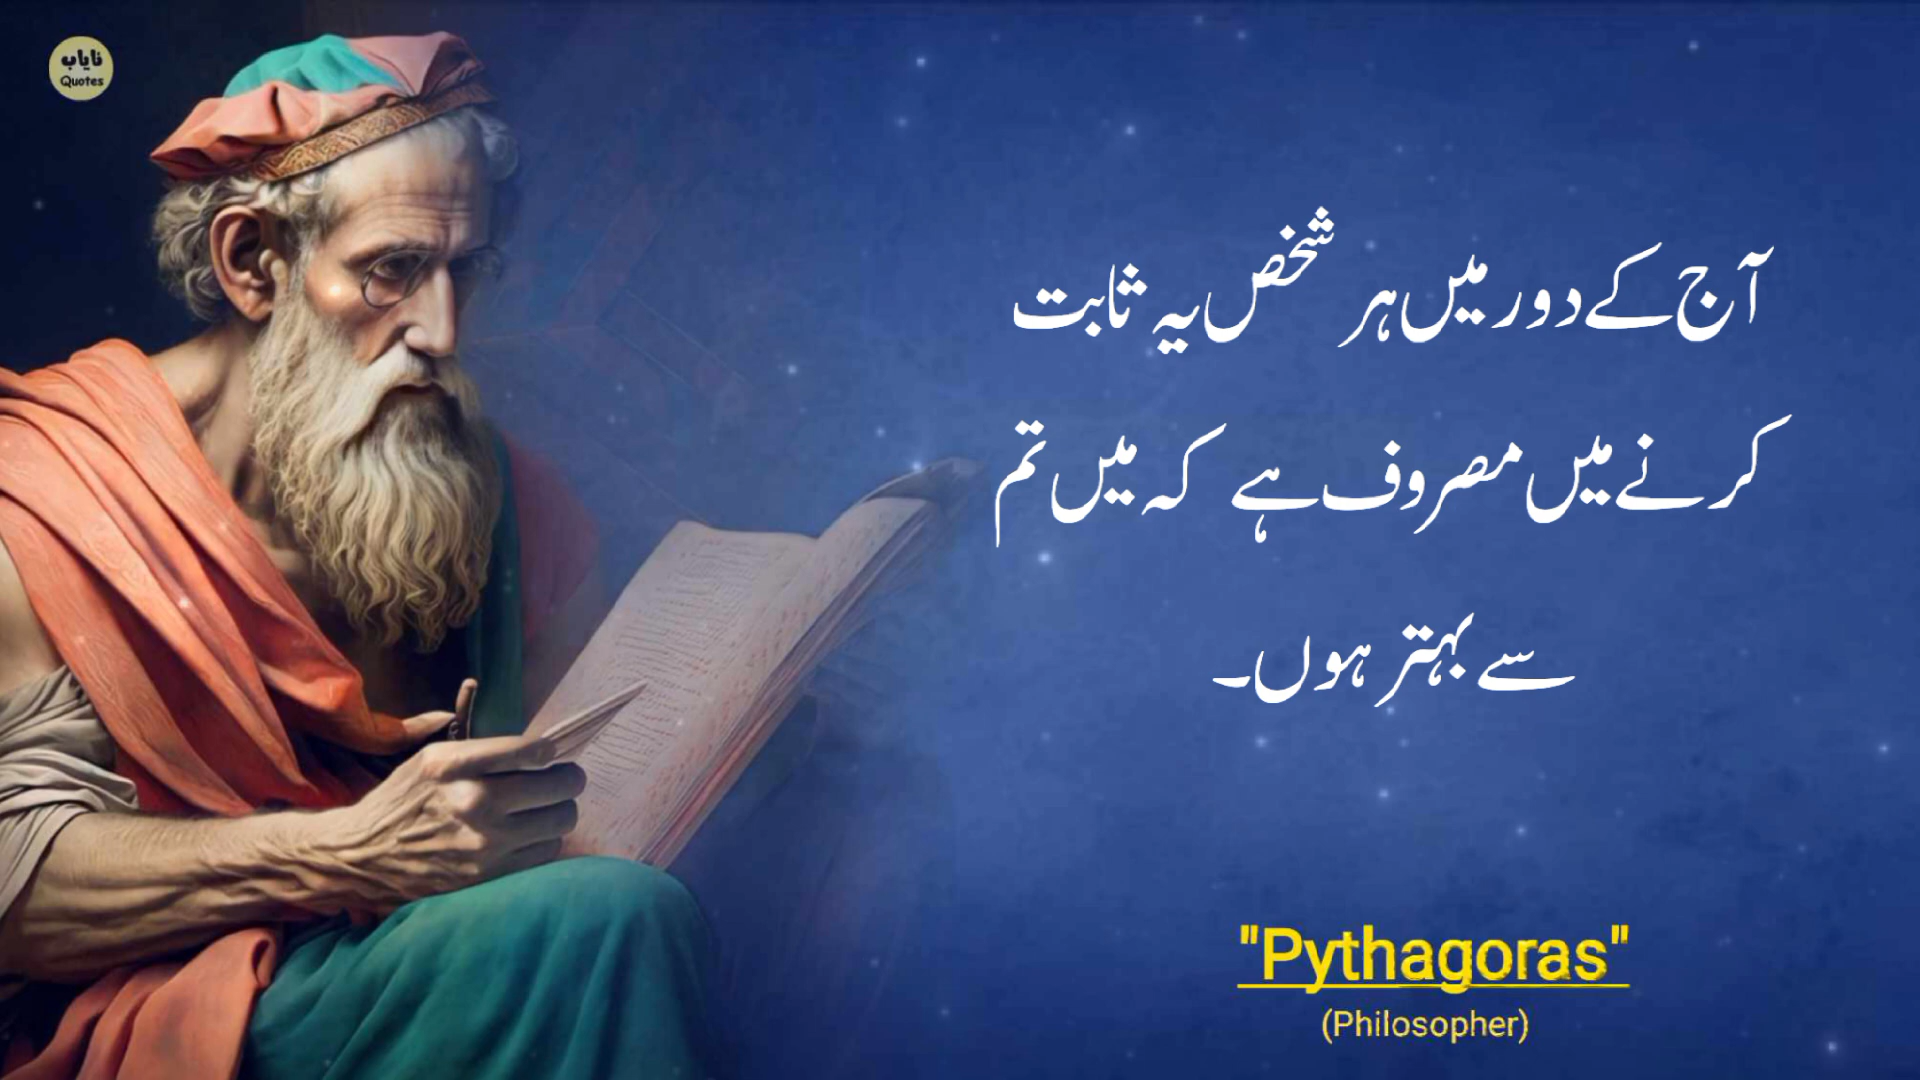 نایاب
Quotes
آج کے دور میں ہر شخص یہ ثابت
کرنے میں مصروف ہے کہ میں تم
سے بہتر ہوں۔
"Pythagoras"
(Philosopher)